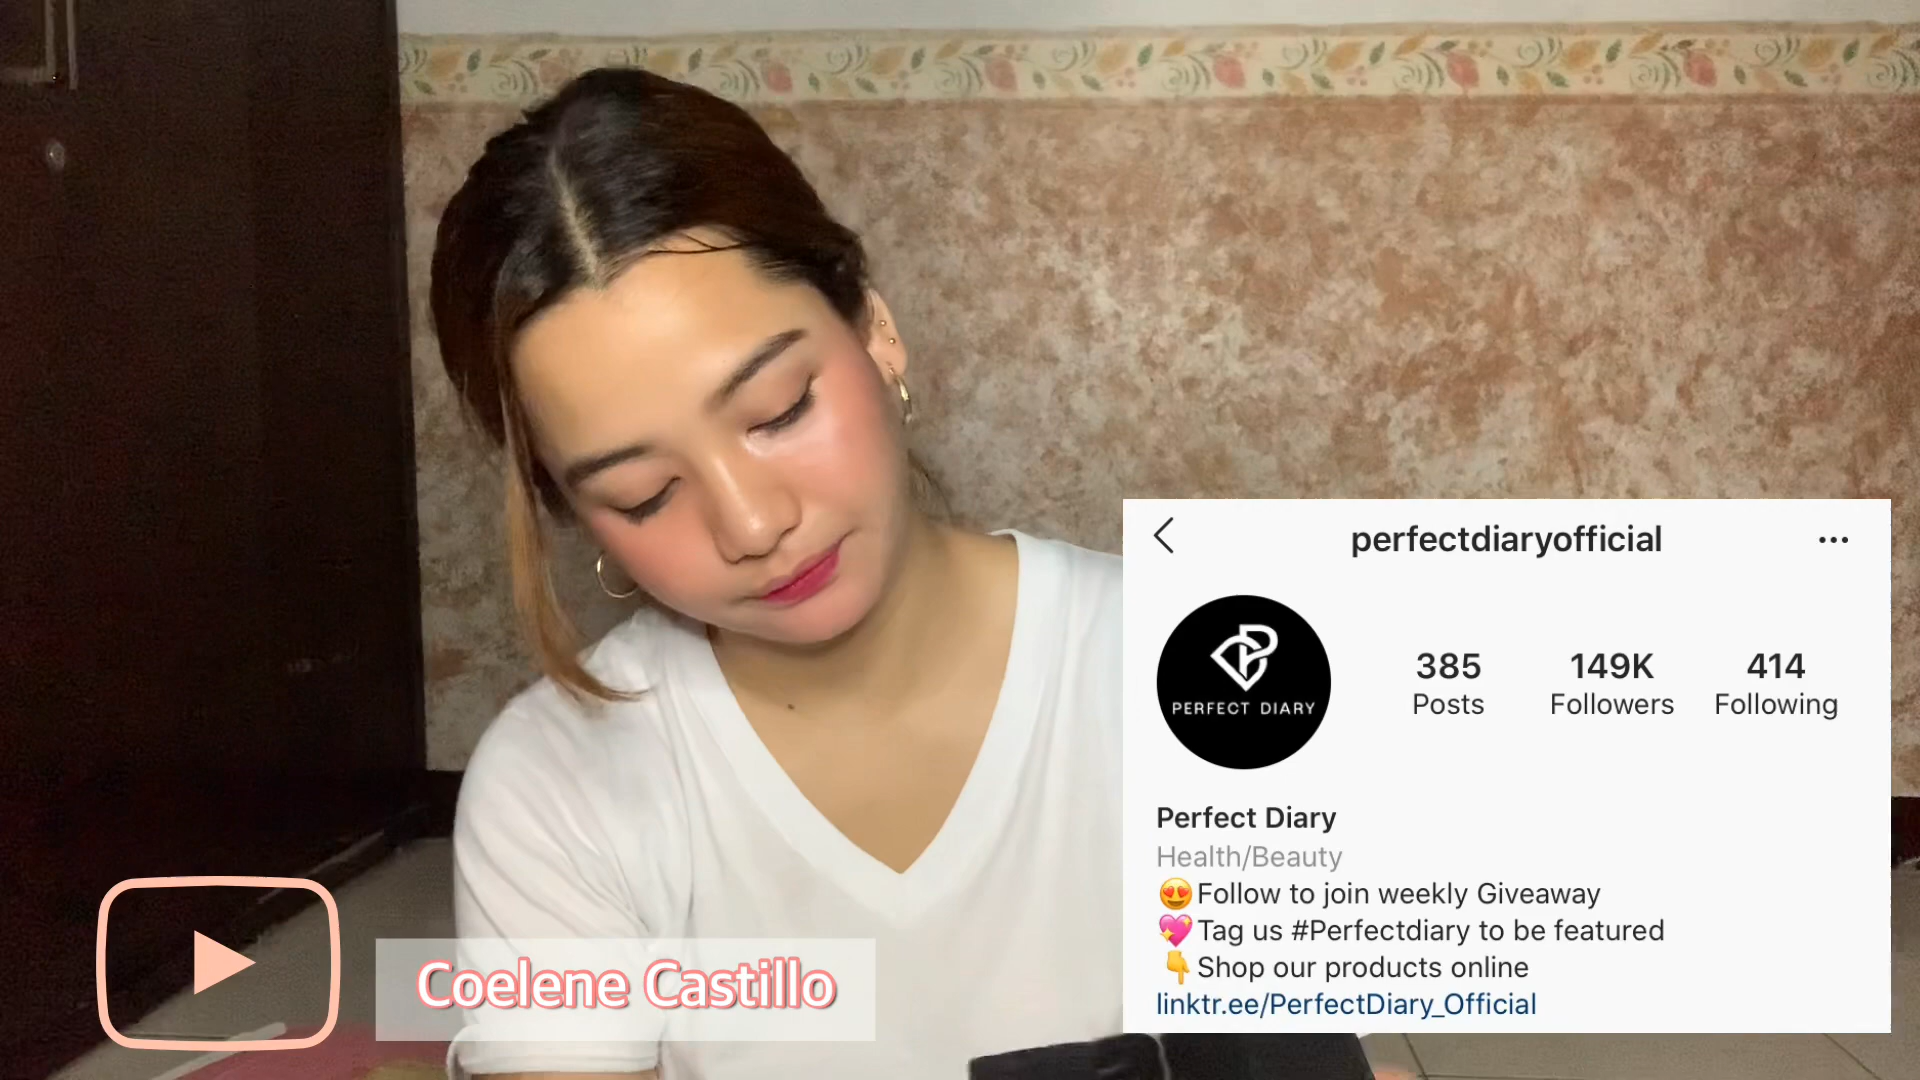 perfectdiaryofficial
PERFECT DIARY
385
Posts
149K
Followers
414
Following
Perfect Diary
Health/Beauty
😍Follow to join weekly Giveaway
💖Tag us #Perfectdiary to be featured
👇Shop our products online
linktr.ee/PerfectDiary_Official
Coelene Castillo